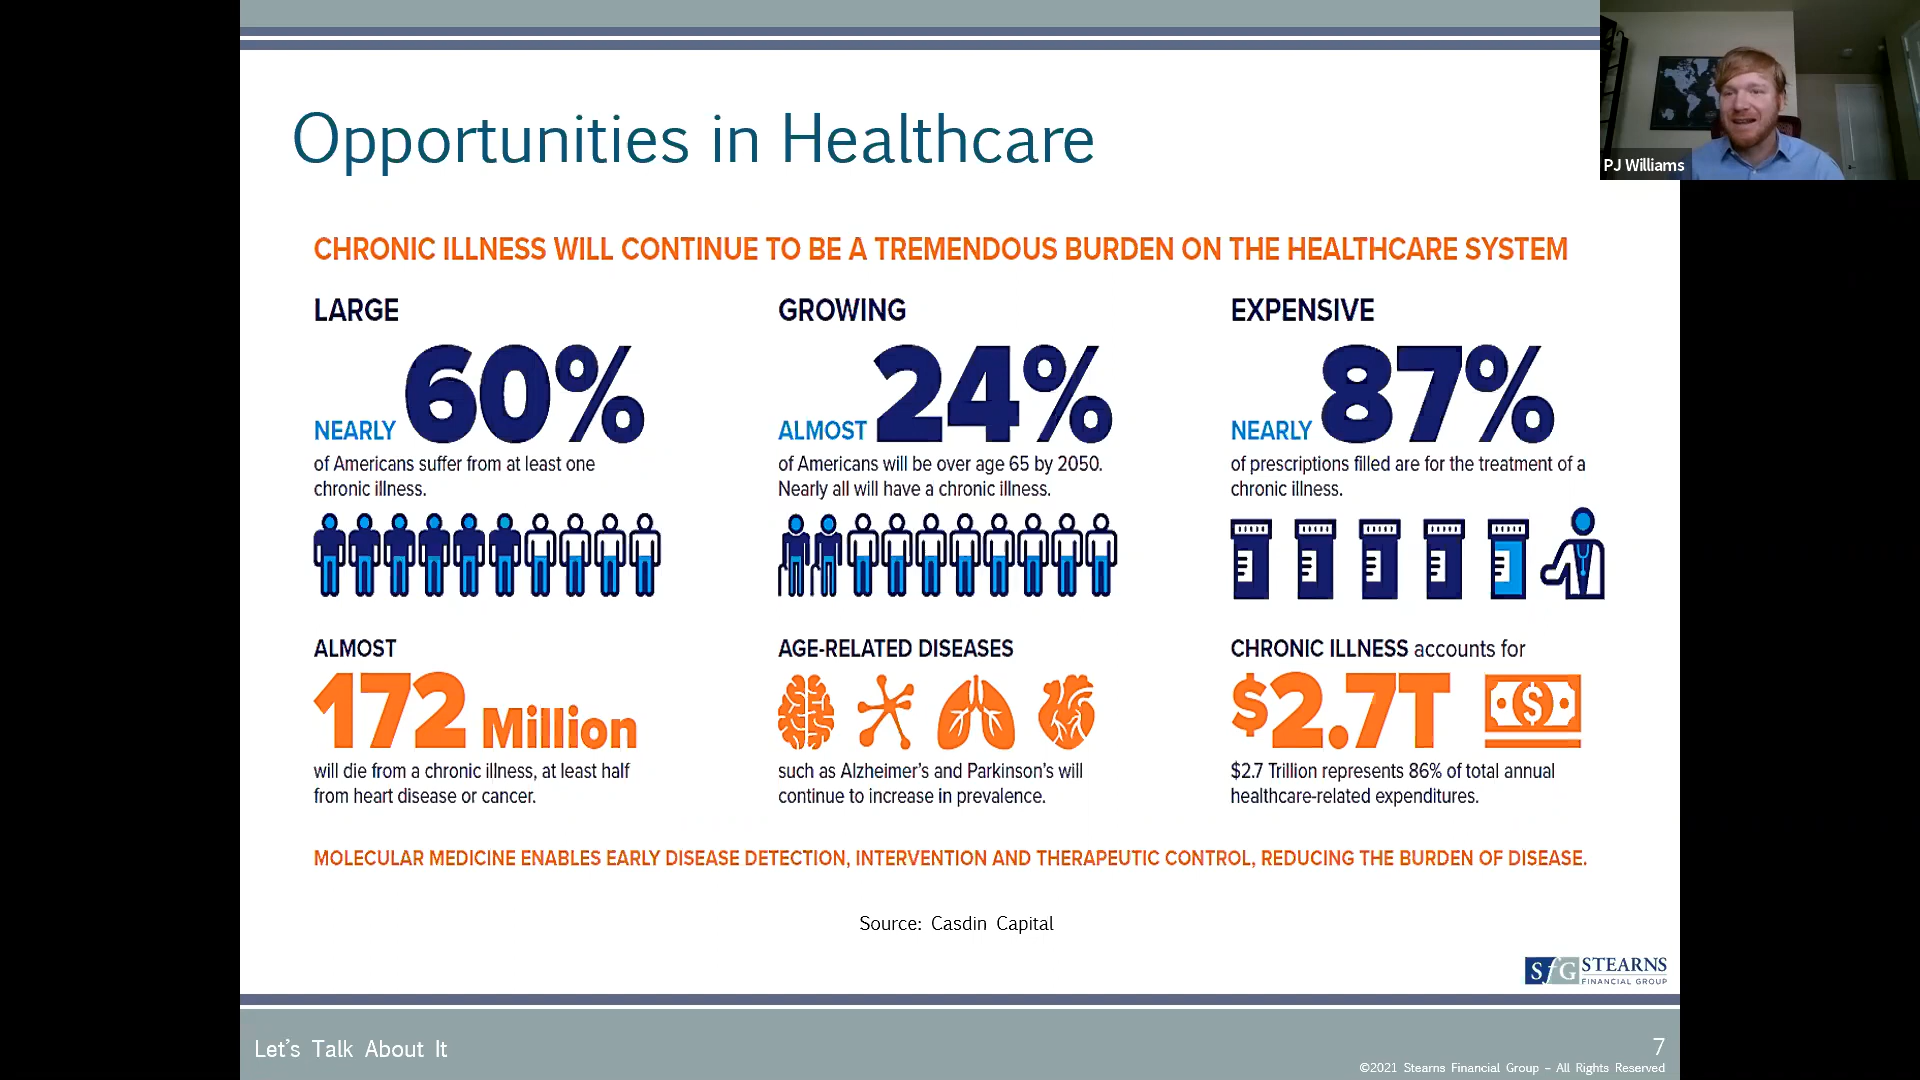 Opportunities in Healthcare
PJ Williams
CHRONIC ILLNESS WILL CONTINUE TO BE A TREMENDOUS BURDEN ON THE HEALTHCARE SYSTEM
LARGE
NEARLY 60%
of Americans suffer from at least one
chronic illness.
GROWING
ALMOST 24%
of Americans will be over age 65 by 2050.
Nearly all will have a chronic illness.
EXPENSIVE
NEARLY 87%
of prescriptions filled are for the treatment of a
chronic illness.
ALMOST
172 Million
will die from a chronic illness, at least half
from heart disease or cancer.
AGE-RELATED DISEASES
such as Alzheimer's and Parkinson's will
continue to increase in prevalence.
CHRONIC ILLNESS accounts for
$2.7T
$
$2.7 Trillion represents 86% of total annual
healthcare-related expenditures.
MOLECULAR MEDICINE ENABLES EARLY DISEASE DETECTION, INTERVENTION AND THERAPEUTIC CONTROL, REDUCING THE BURDEN OF DISEASE.
Source: Casdin Capital
SfG STEARNS
FINANCIAL GROUP
Let's Talk About It
7
©2021 Stearns Financial Group – All Rights Reserved